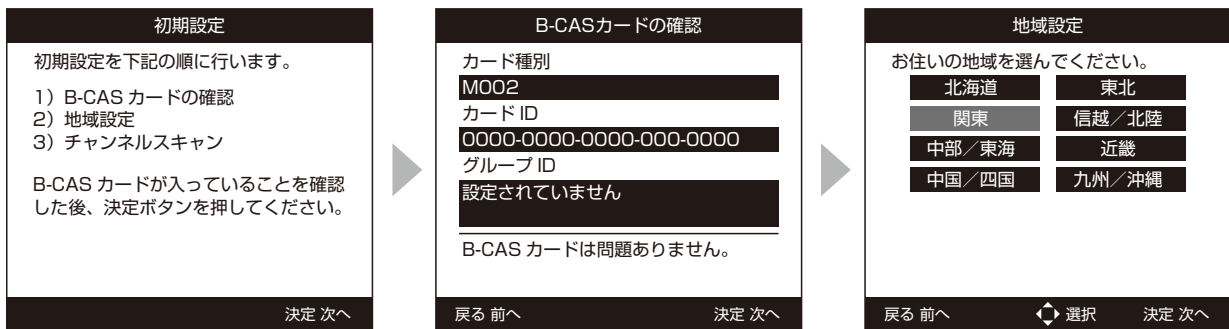 初期設定
初期設定を下記の順に行います。
1）B-CAS カードの確認
2）地域設定
3）チャンネルスキャン
B-CAS カードが入っていることを確認
した後、決定ボタンを押してください。
決定 次へ
B-CASカードの確認
カード種別
M002
カード ID
0000-0000-0000-000-0000
グループ ID
設定されていません
B-CAS カードは問題ありません。
戻る 前へ 決定 次へ
地域設定
お住いの地域を選んでください。
北海道 東北
関東 信越／北陸
中部／東海 近畿
中国／四国 九州／沖縄
戻る 前へ 選択 決定 次へ